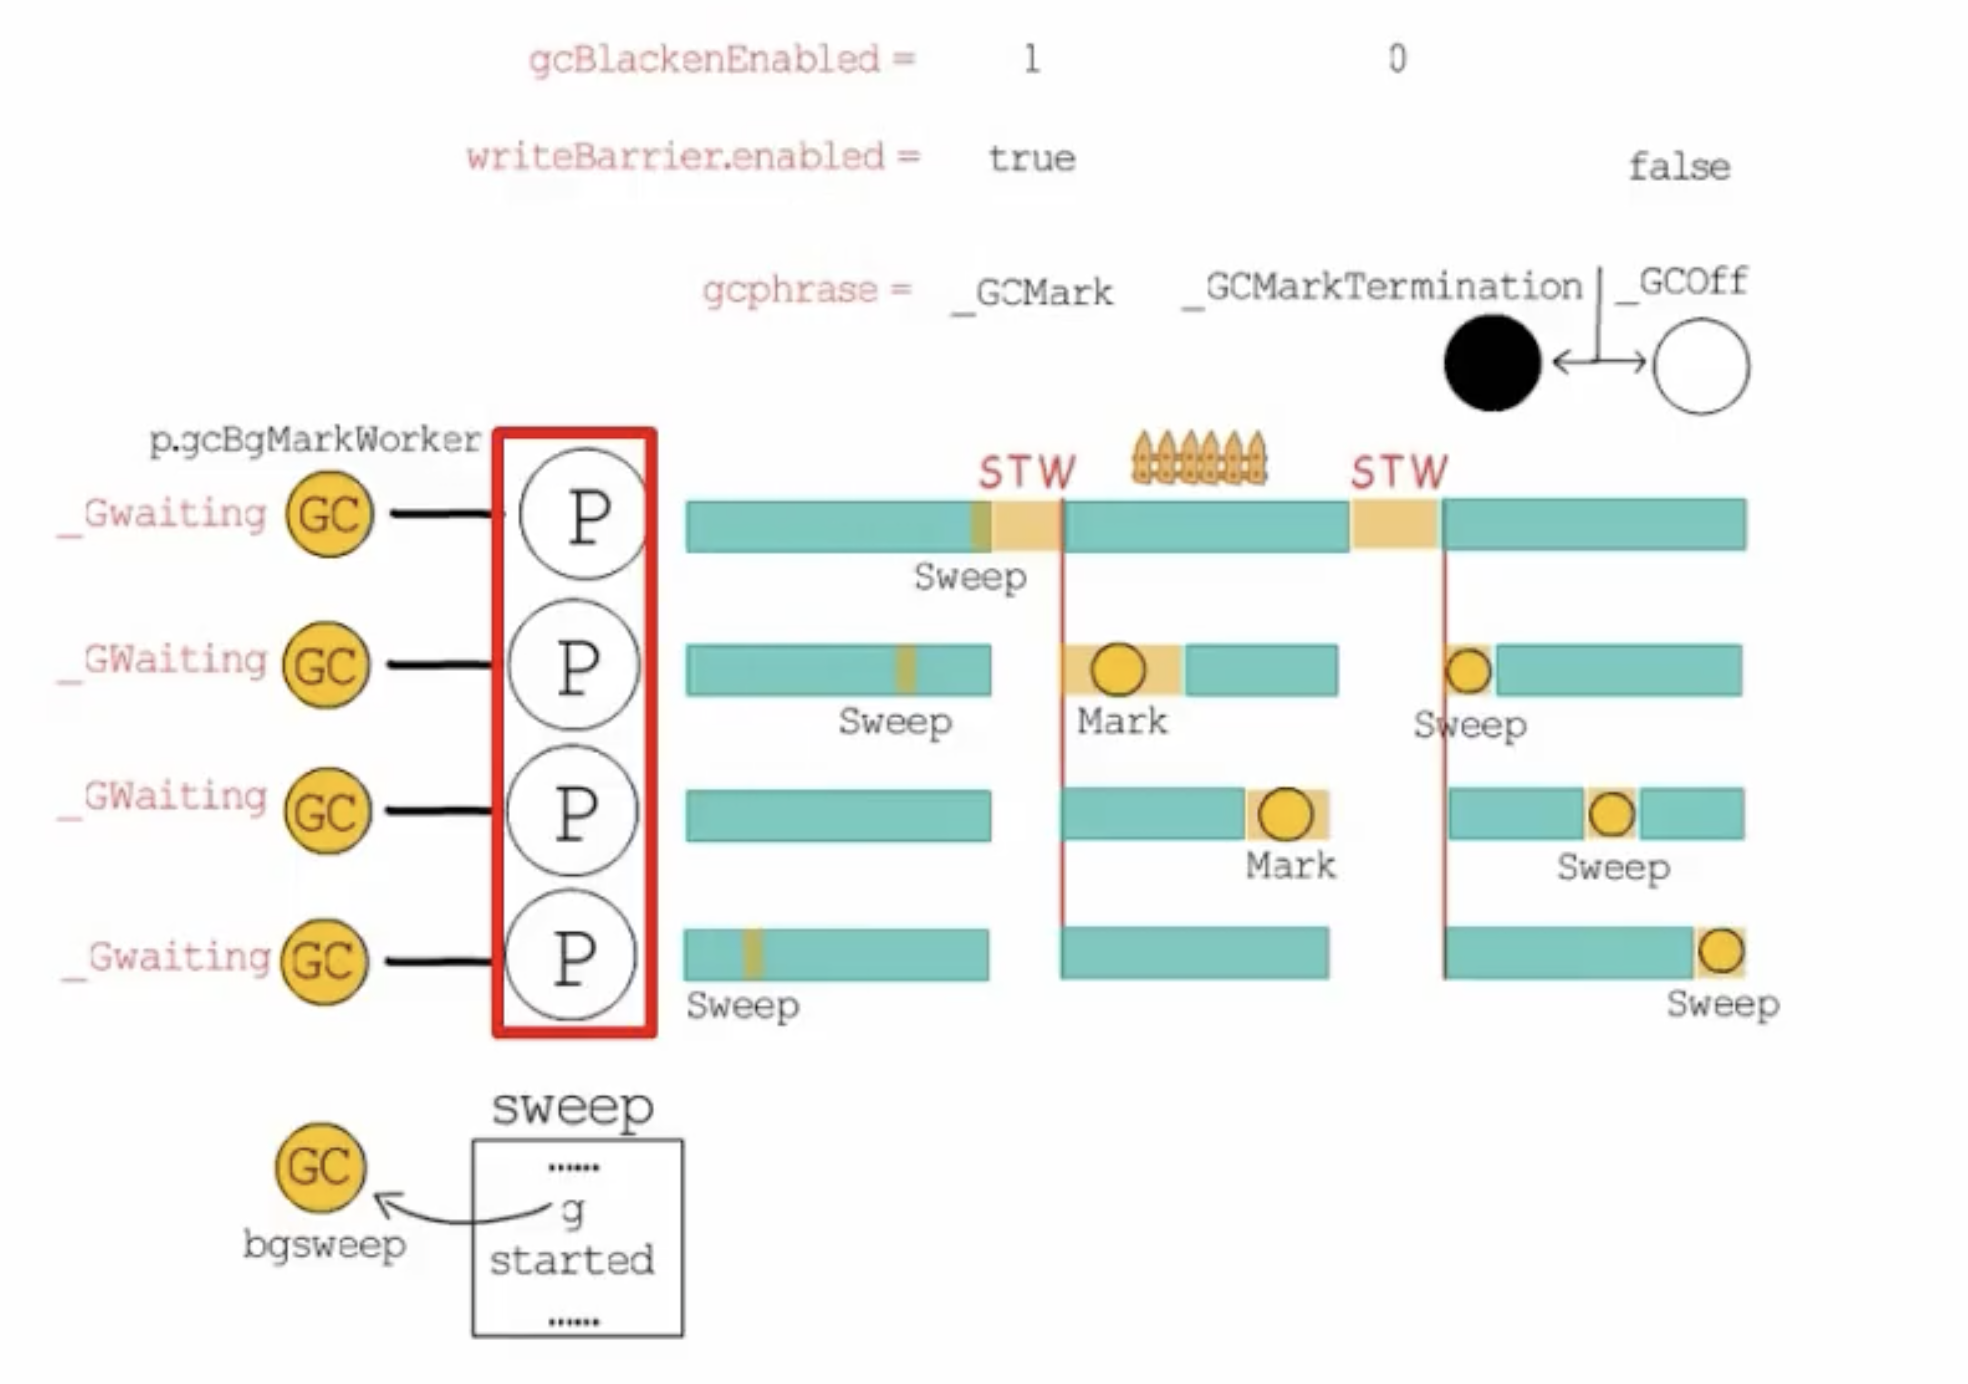 gcBlackenEnabled = 1 0
writeBarrier.enabled = true false
gcphrase = _GCMark _GCMarkTermination _GCOff
p.gcBgMarkWorker
STW STW
_Gwaiting GC P
Sweep
_GWaiting GC P
Sweep Mark Sweep
_GWaiting GC P
Mark Sweep
_Gwaiting GC P
Sweep Sweep
sweep
......
GC g
bgsweep started
......